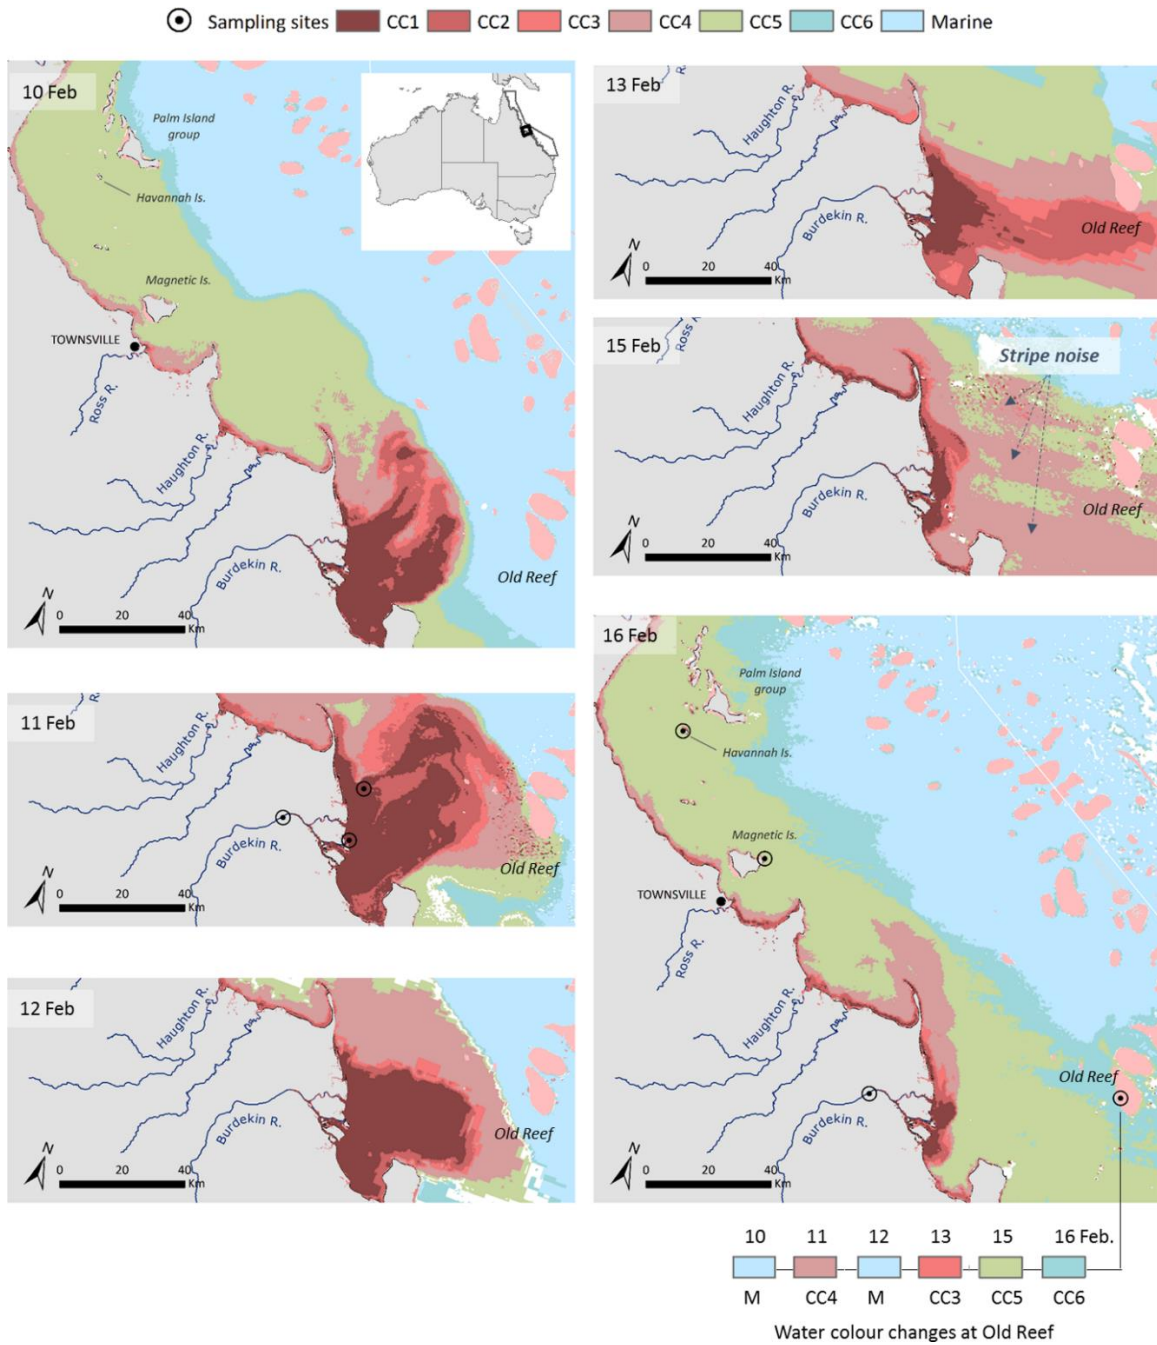 Sampling sites CC1 CC2 CC3 CC4 CC5 CC6 Marine
10 Feb
Palm Island
group
Havannah Is.
Magnetic Is.
TOWNSVILLE
Ross R.
Haughton R.
Burdekin R.
Old Reef
N
0 20 40
Km
11 Feb
R.
Haughton R.
Burdekin R.
Old Reef
N
0 20 40
Km
12 Feb
Haughton R.
Burdekin R.
Old Reef
N
0 20 40
Km
13 Feb
R.
Haughton R.
Burdekin R.
Old Reef
N
0 20 40
Km
15 Feb
Ross R.
Stripe noise
Haughton R.
Burdekin R.
Old Reef
N
0 20 40
Km
16 Feb
Palm Island
group
Havannah Is.
Magnetic Is.
TOWNSVILLE
Ross R.
Haughton R.
Burdekin R.
Old Reef
N
0 20 40
Km
10 11 12 13 15 16 Feb.
M CC4 M CC3 CC5 CC6
Water colour changes at Old Reef